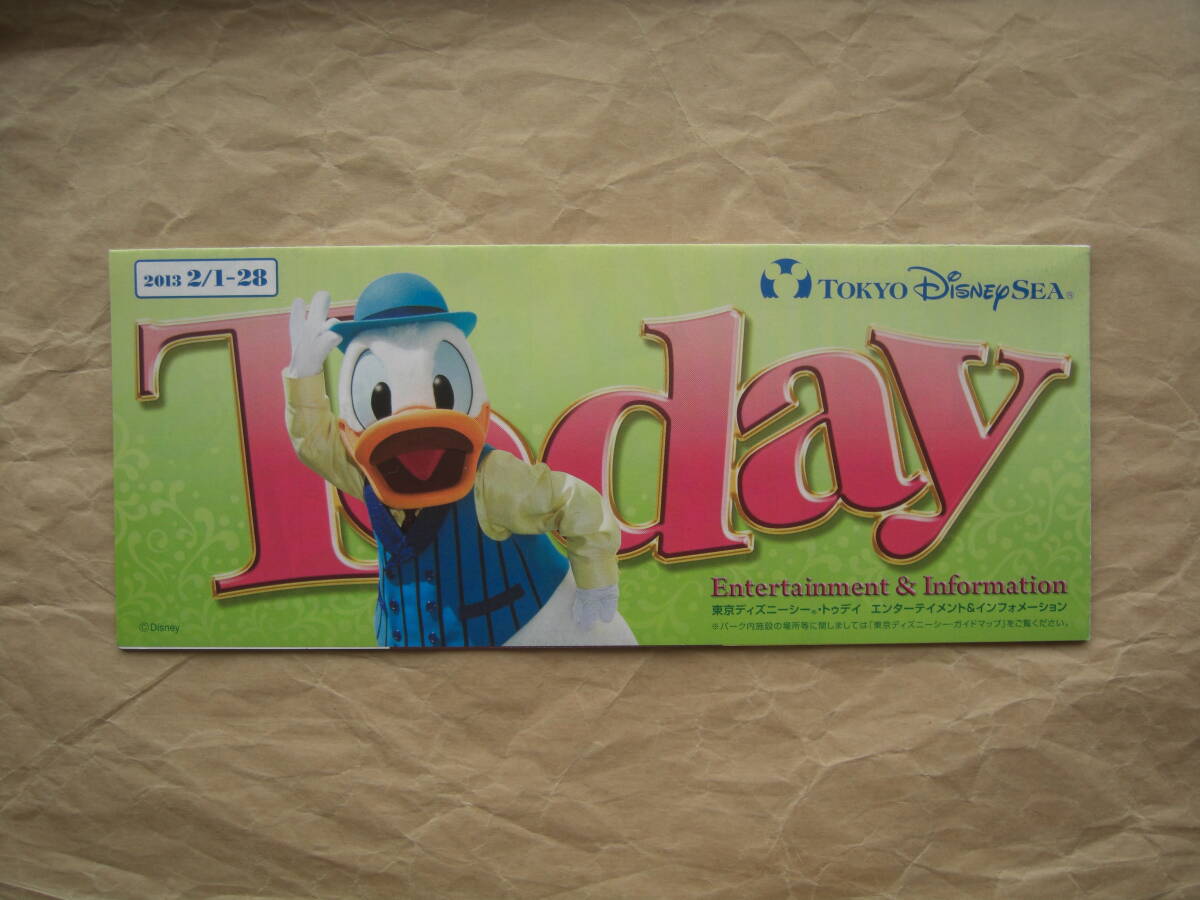 2013 2/1-28
TOKYO DISNEYSEA®
Today
Entertainment & Information
東京ディズニーシー®・トゥデイ エンターテイメント&インフォメーション
※パーク内施設の場所等に関しましては「東京ディズニーシー・ガイドマップ」をご覧ください。
©Disney